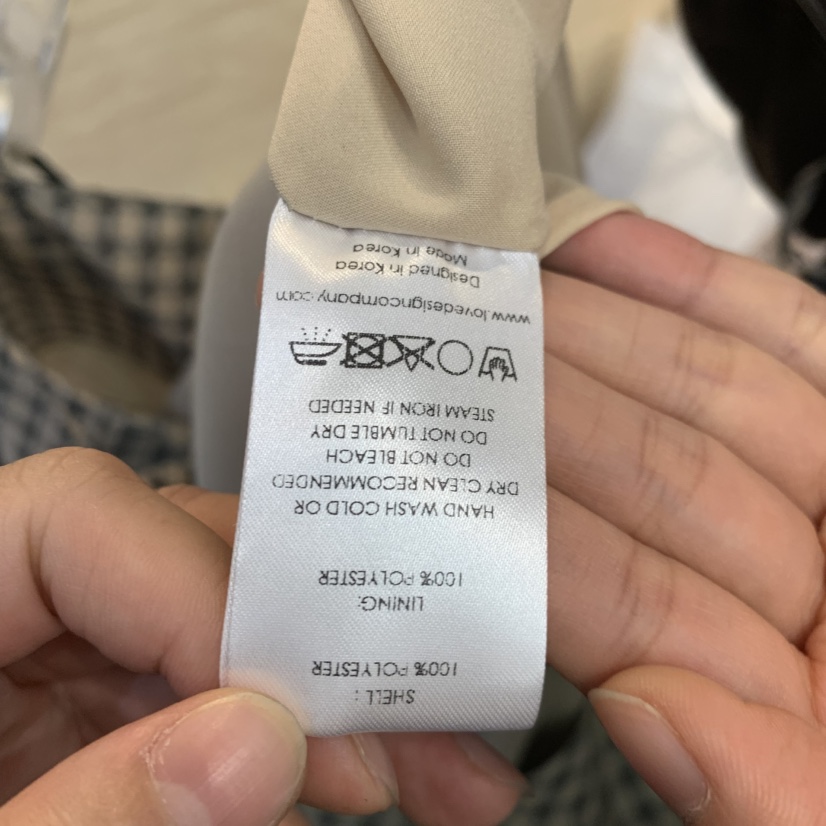 SHELL :
100% POLYESTER
LINING:
100% POLYESTER
HAND WASH COLD OR
DRY CLEAN RECOMMENDED
DO NOT BLEACH
DO NOT TUMBLE DRY
STEAM IRON IF NEEDED
www.lovedesigncompany.com
Designed in Korea
Made in Korea